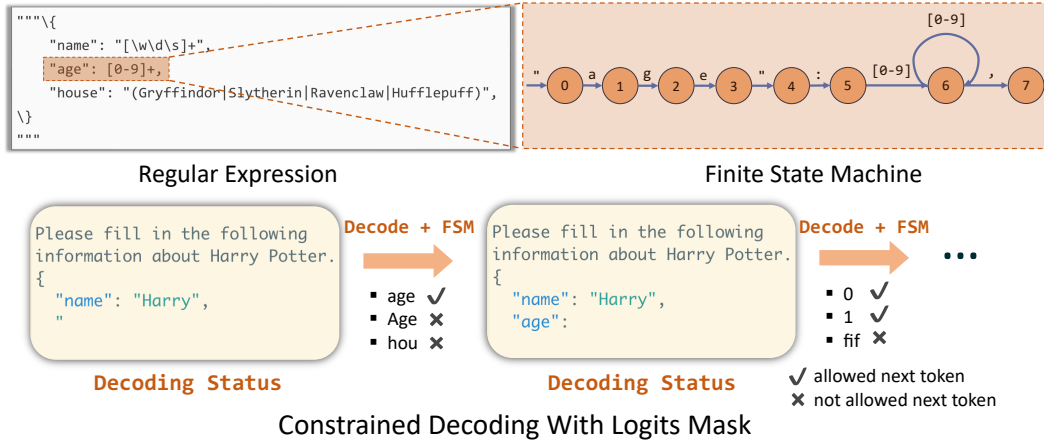 """\{
"name": "[\w\d\s]+",
"age": [0-9]+,
"house": "(Gryffindor|Slytherin|Ravenclaw|Hufflepuff)",
\}
"""
Regular Expression
[0-9]
" a g e " : [0-9] ,
0 1 2 3 4 5 6 7
Finite State Machine
Please fill in the following
information about Harry Potter.
{
"name": "Harry",
"
Decoding Status
Decode + FSM
▪ age ✓
▪ Age ✗
▪ hou ✗
Please fill in the following
information about Harry Potter.
{
"name": "Harry",
"age":
Decoding Status
Decode + FSM
▪ 0 ✓
▪ 1 ✓
▪ fif ✗
...
✓ allowed next token
✗ not allowed next token
Constrained Decoding With Logits Mask